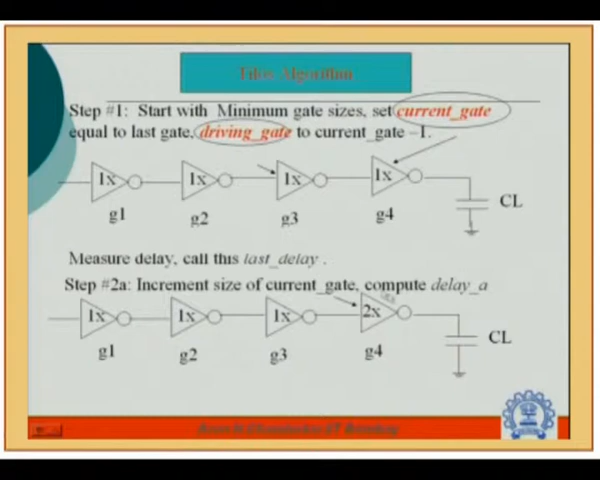 Tilos Algorithm
Step #1: Start with Minimum gate sizes, set current_gate
equal to last gate, driving_gate to current_gate –1.
1x 1x 1x 1x
CL
g1 g2 g3 g4
Measure delay, call this last_delay .
Step #2a: Increment size of current_gate, compute delay_a
1x 1x 1x 2x
CL
g1 g2 g3 g4
IIT Bombay